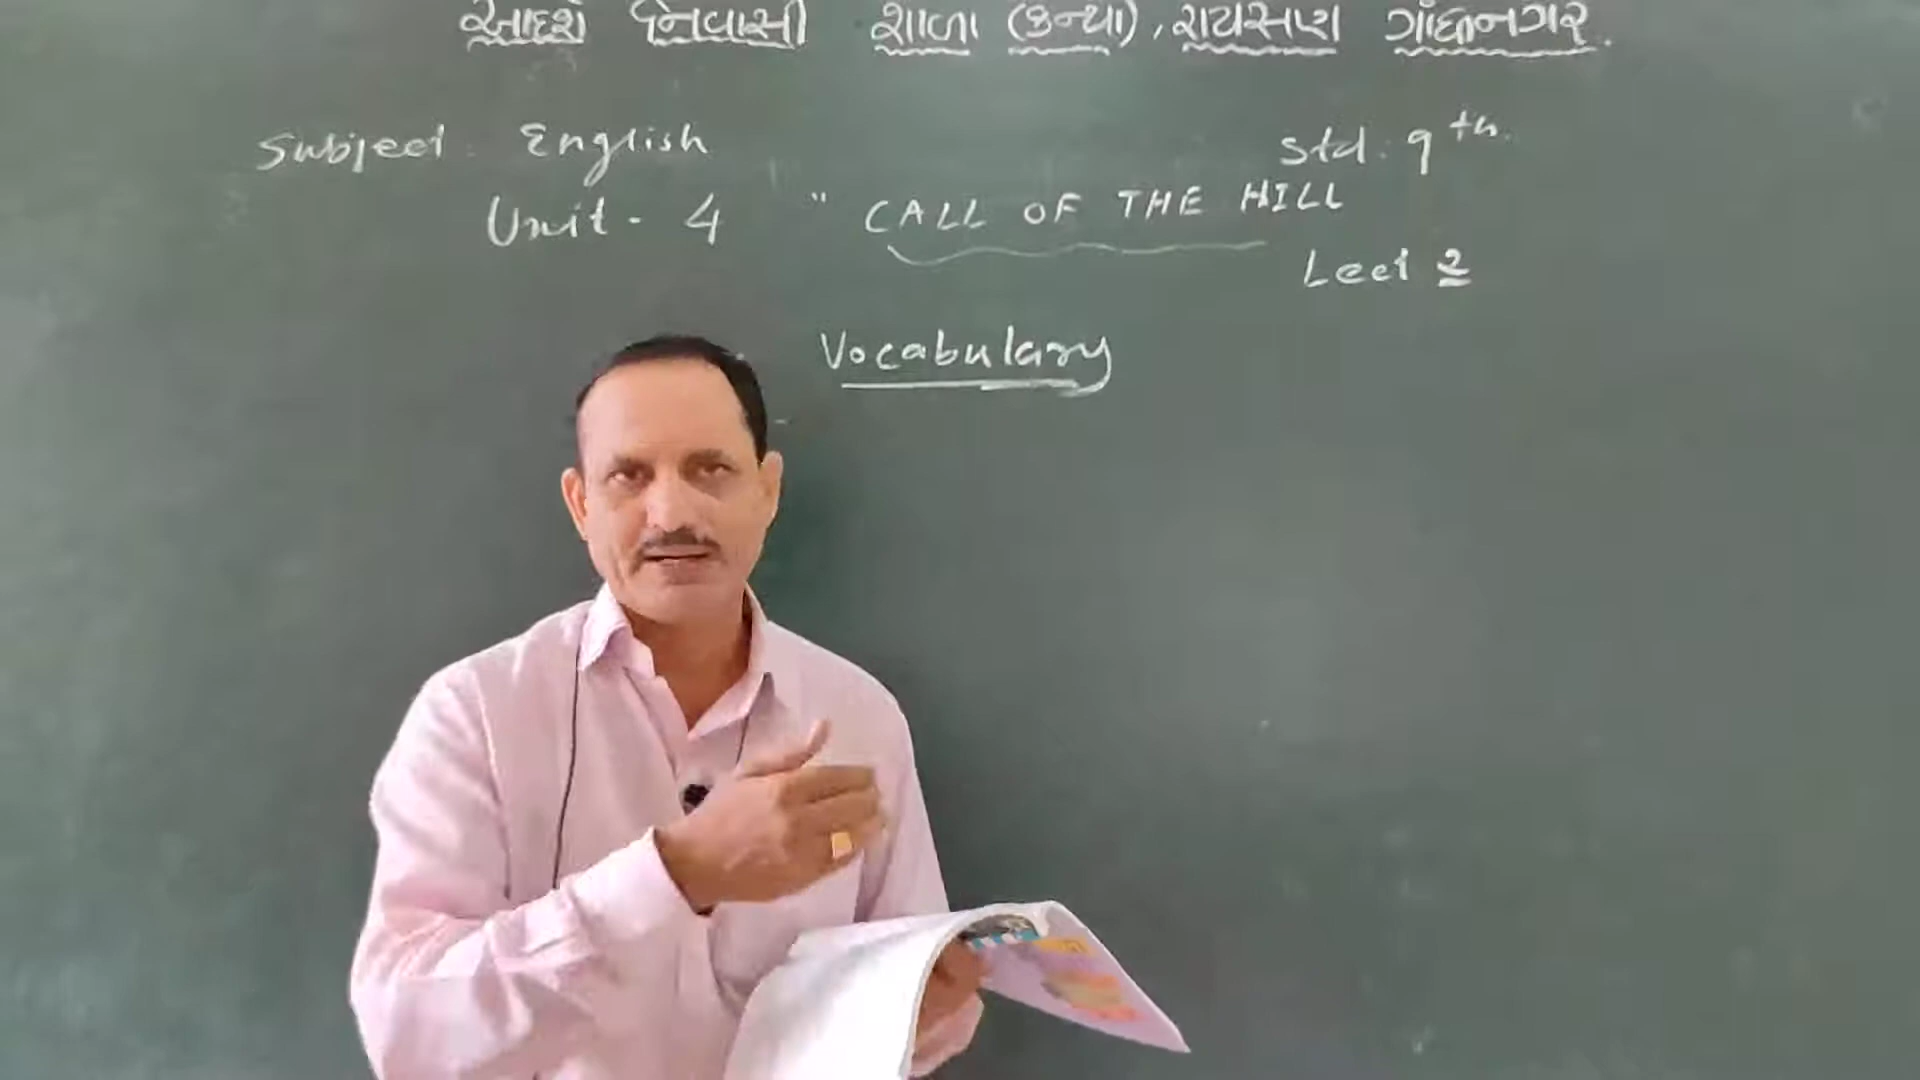 આદર્શ નિવાસી શાળા (કન્યા), રાયસણ ગાંધીનગર.
Subject : English Std : 9th.
Unit - 4 " CALL OF THE HILL
Lect 2
Vocabulary